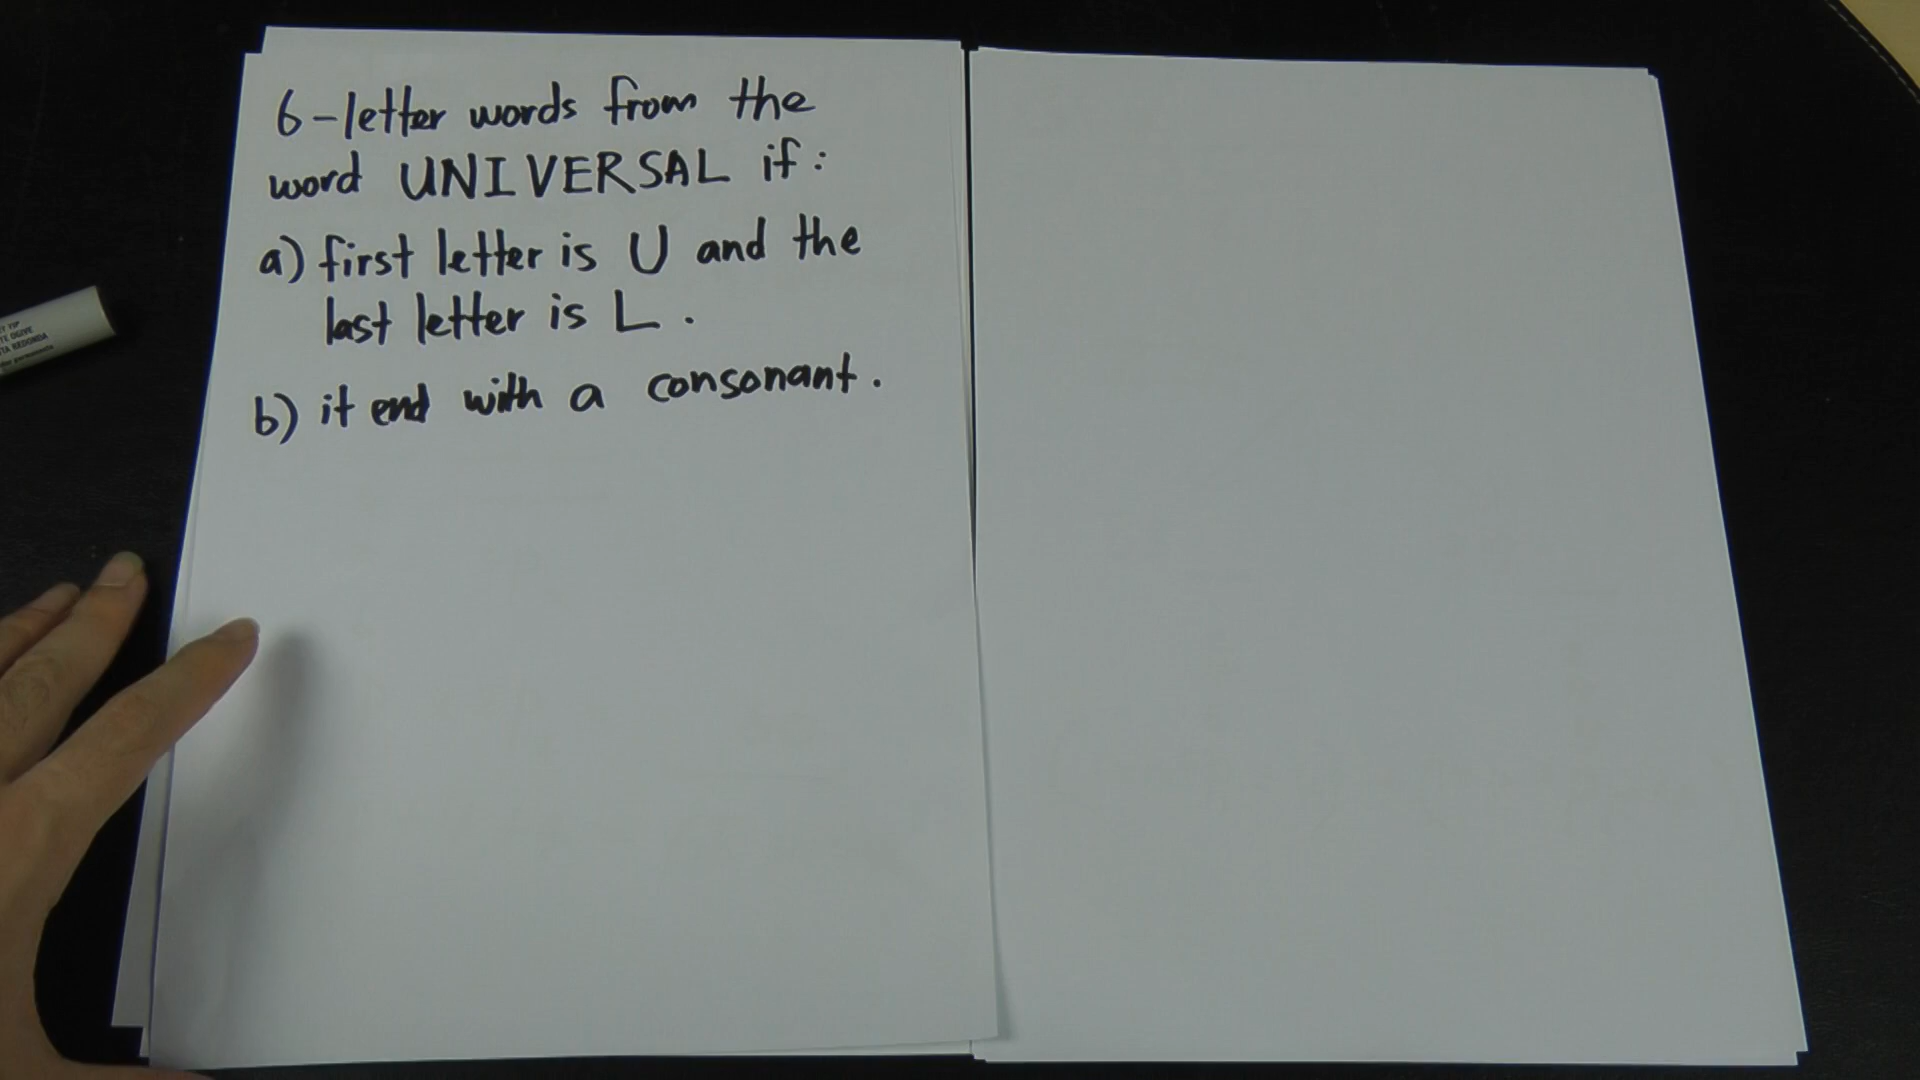 6-letter words from the
word UNIVERSAL if:
a) first letter is U and the
last letter is L.
b) it end with a consonant.